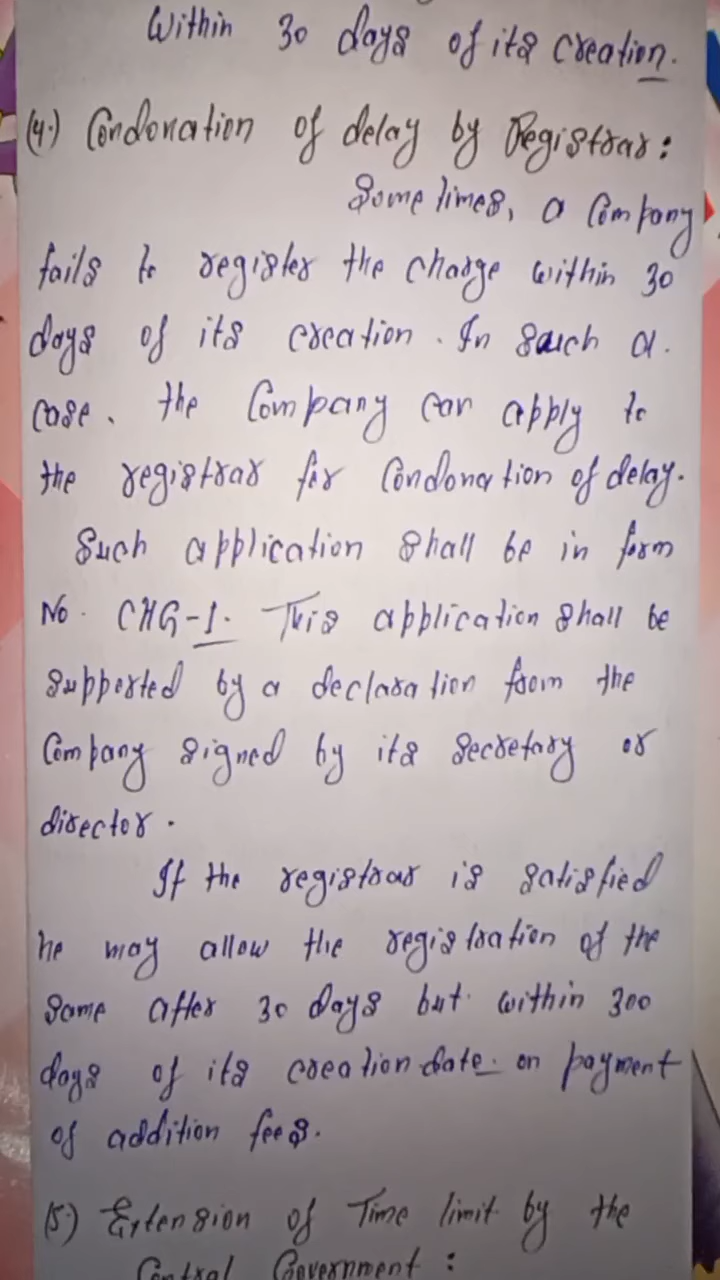 Within 30 days of its creation.
(4.) Condonation of delay by Registrar:
Some times, a Company
fails to register the charge within 30
days of its creation. In such a
case, the Company can apply to
the registrar for Condonation of delay.
Such application shall be in form
No. CHG-1. This application shall be
supported by a declaration from the
Company signed by its secretary or
director.
If the registrar is satisfied
he may allow the registration of the
same after 30 days but within 300
days of its creation date on payment
of addition fees.
(5.) Extension of Time limit by the
Central Government: